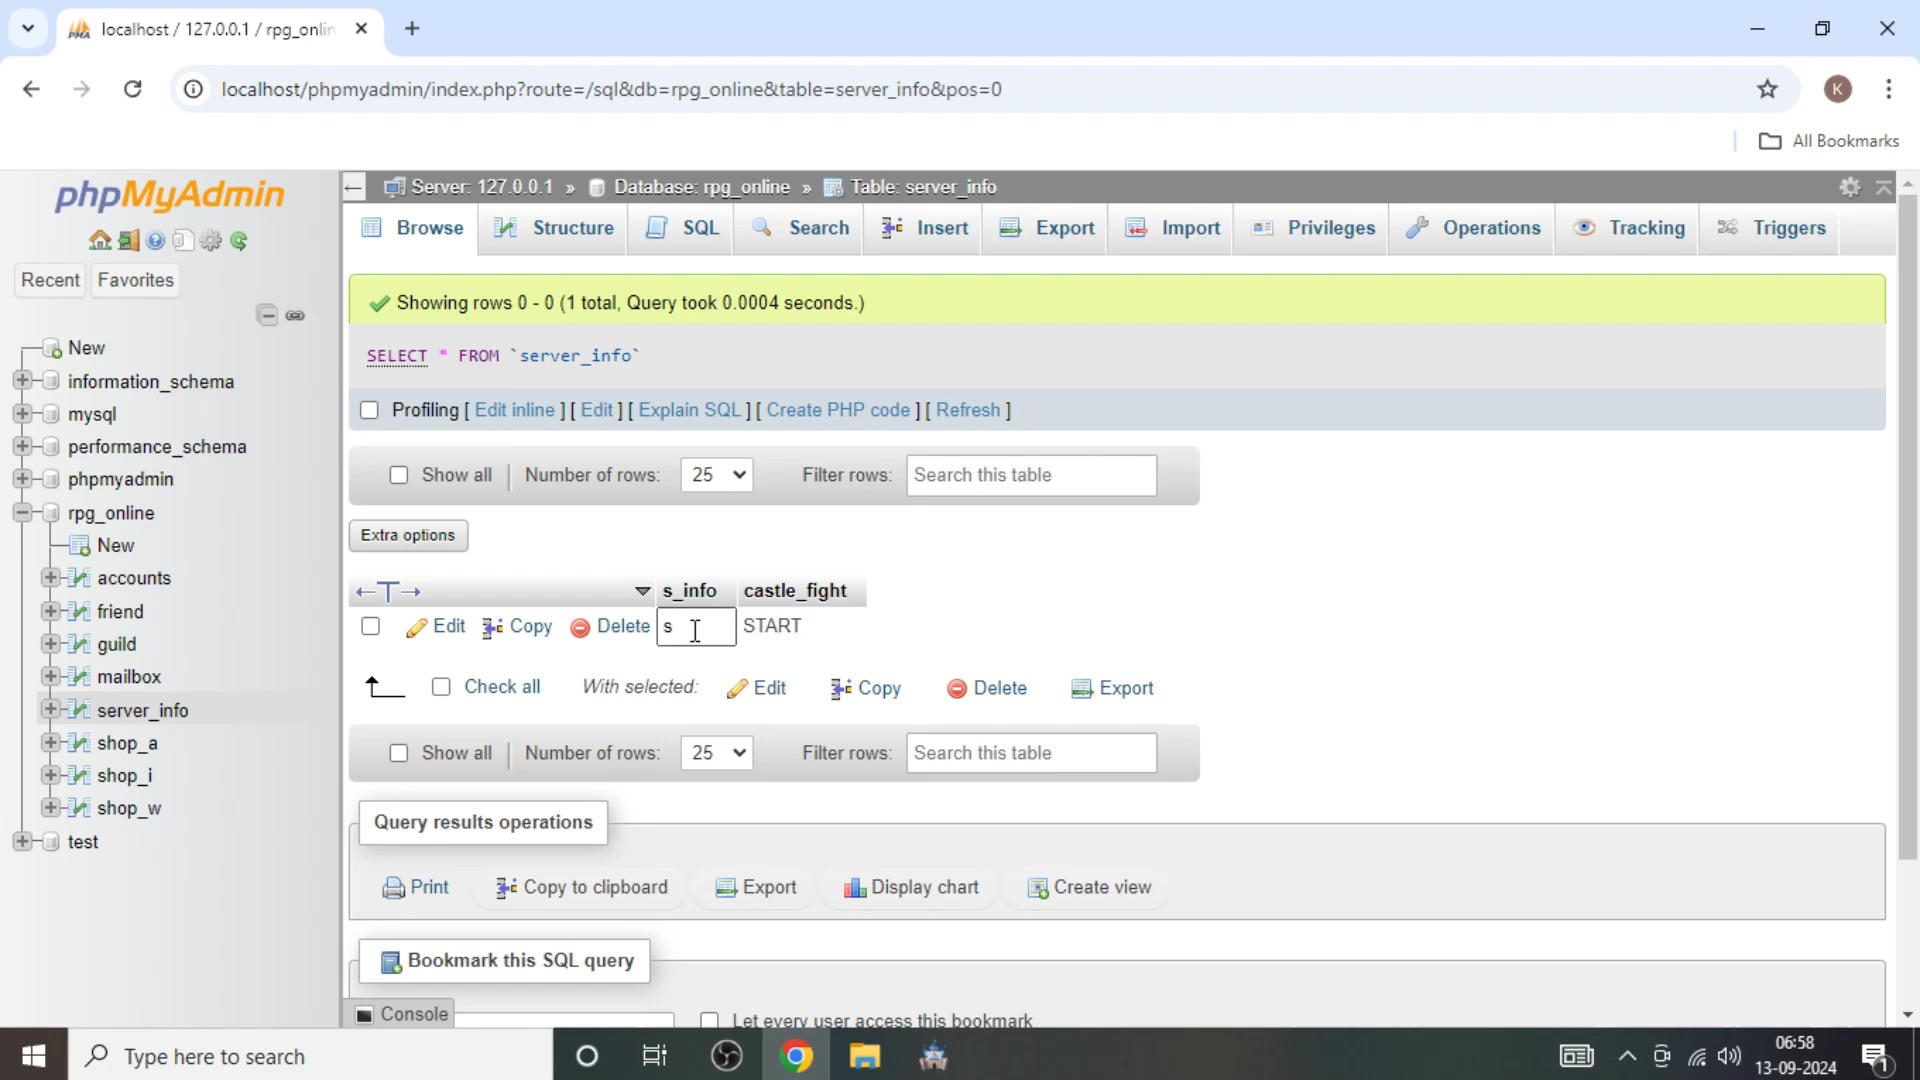 localhost / 127.0.0.1 / rpg_onlin
localhost/phpmyadmin/index.php?route=/sql&db=rpg_online&table=server_info&pos=0
K
All Bookmarks
phpMyAdmin
Recent
Favorites
New
information_schema
mysql
performance_schema
phpmyadmin
rpg_online
New
accounts
friend
guild
mailbox
server_info
shop_a
shop_i
shop_w
test
Server: 127.0.0.1 » Database: rpg_online » Table: server_info
Browse Structure SQL Search Insert Export Import Privileges Operations Tracking Triggers
Showing rows 0 - 0 (1 total, Query took 0.0004 seconds.)
SELECT * FROM `server_info`
Profiling [ Edit inline ] [ Edit ] [ Explain SQL ] [ Create PHP code ] [ Refresh ]
Show all Number of rows: 25 Filter rows: Search this table
Extra options
←T→ s_info castle_fight
Edit Copy Delete s START
Check all With selected: Edit Copy Delete Export
Show all Number of rows: 25 Filter rows: Search this table
Query results operations
Print Copy to clipboard Export Display chart Create view
Bookmark this SQL query
Console
Let every user access this bookmark
Type here to search
06:58
13-09-2024
1